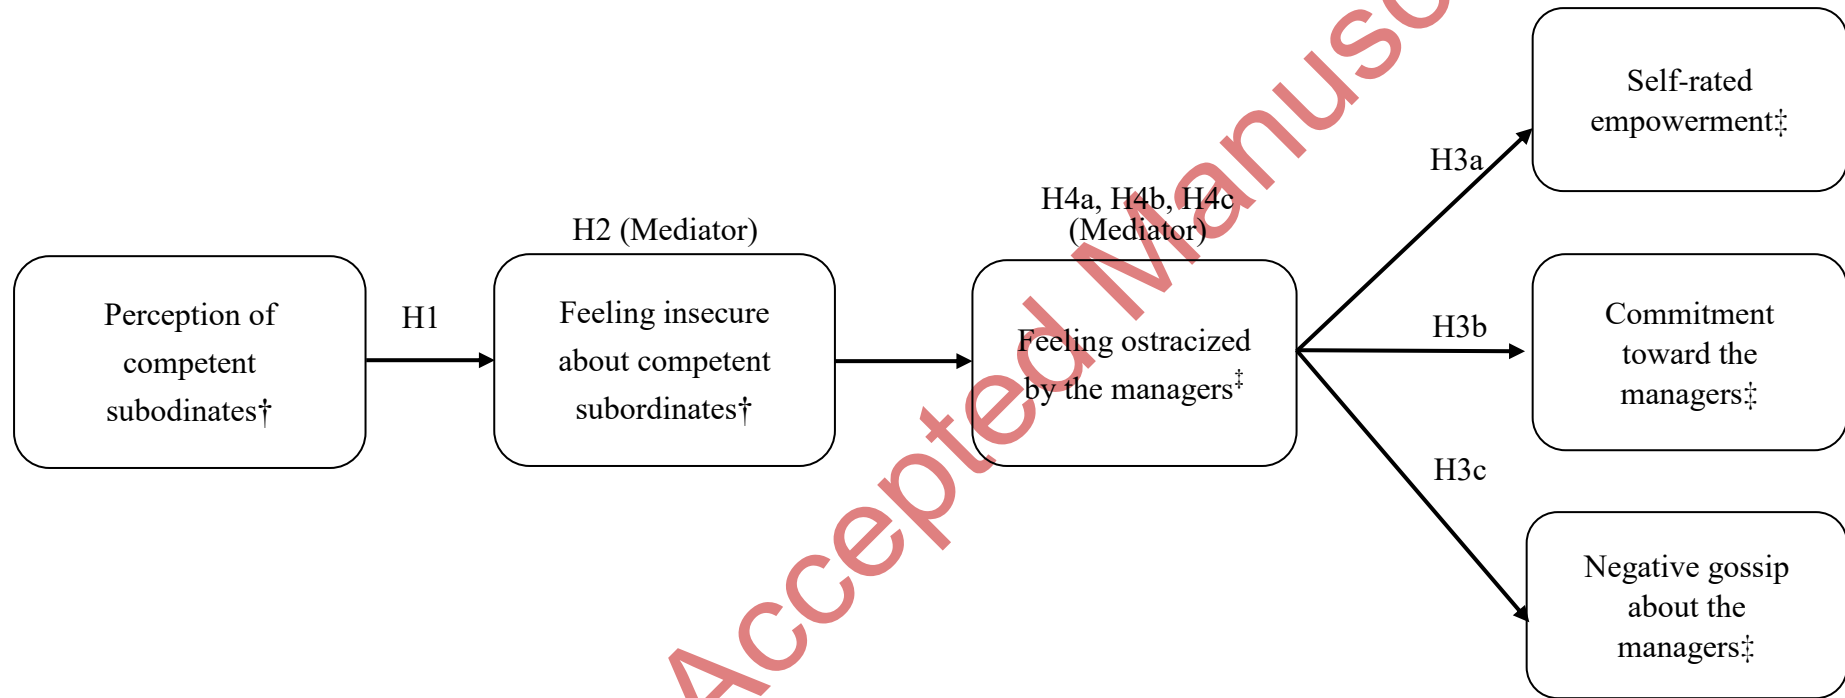 Perception of
competent
subodinates†
H1
H2 (Mediator)
Feeling insecure
about competent
subordinates†
H4a, H4b, H4c
(Mediator)
Feeling ostracized
by the managers‡
H3a
Self-rated
empowerment‡
H3b
Commitment
toward the
managers‡
H3c
Negative gossip
about the
managers‡
Accepted